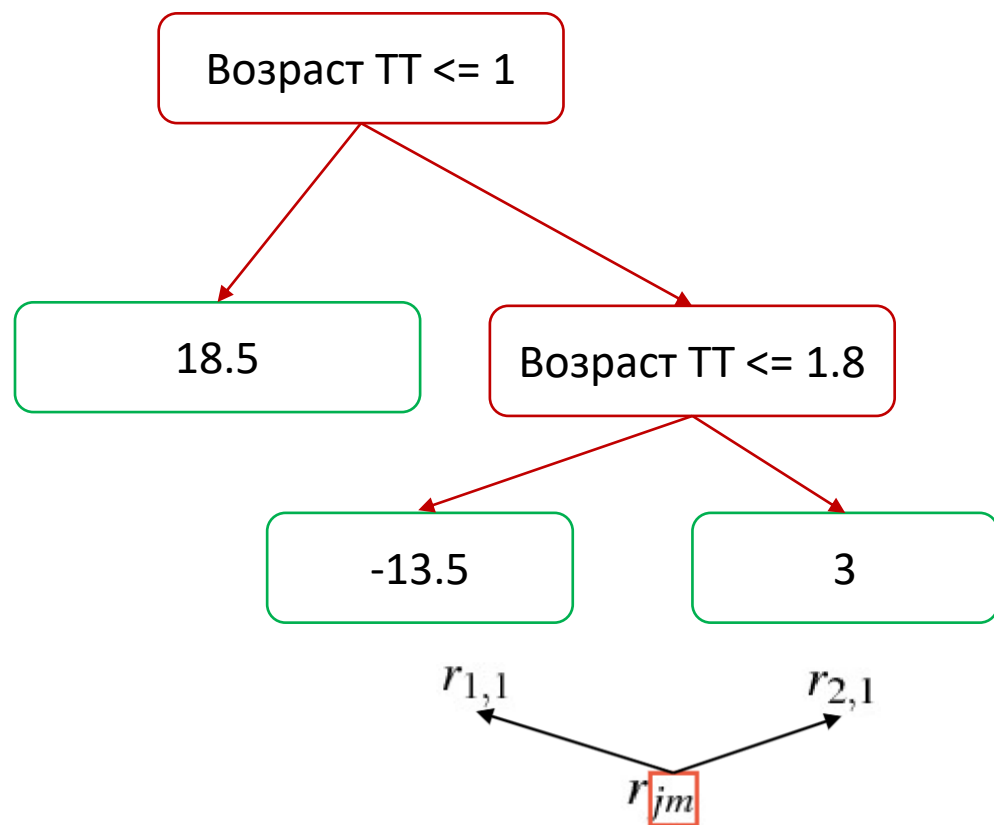 Возраст ТТ <= 1
18.5
Возраст ТТ <= 1.8
-13.5
3
r1,1
r2,1
rjm